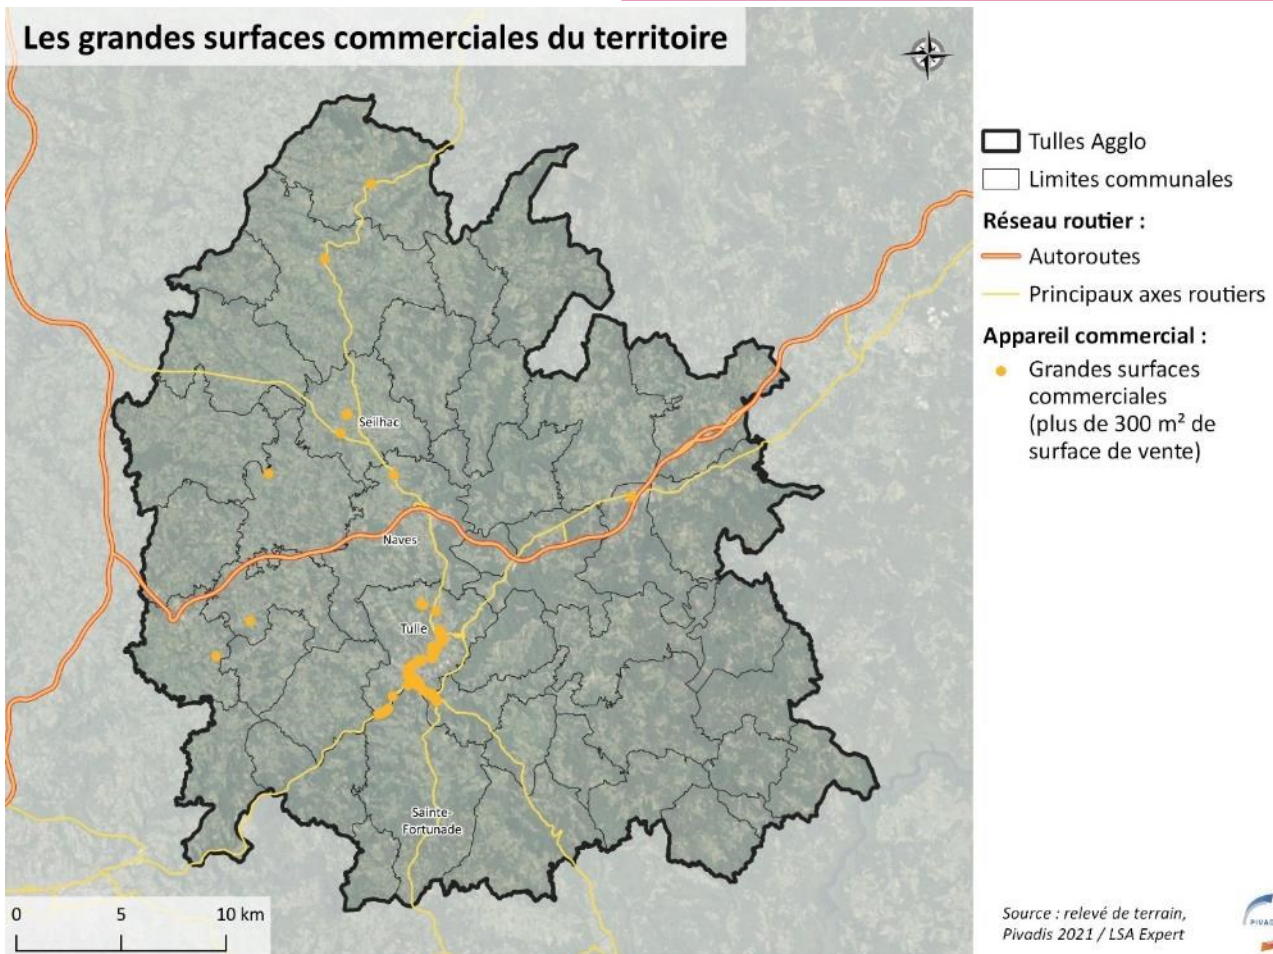 Les grandes surfaces commerciales du territoire
Tulles Agglo
Limites communales
Réseau routier :
Autoroutes
Principaux axes routiers
Appareil commercial :
Grandes surfaces
commerciales
(plus de 300 m² de
surface de vente)
Seilhac
Naves
Tulle
Sainte-
Fortunade
0 5 10 km
Source : relevé de terrain,
Pivadis 2021 / LSA Expert